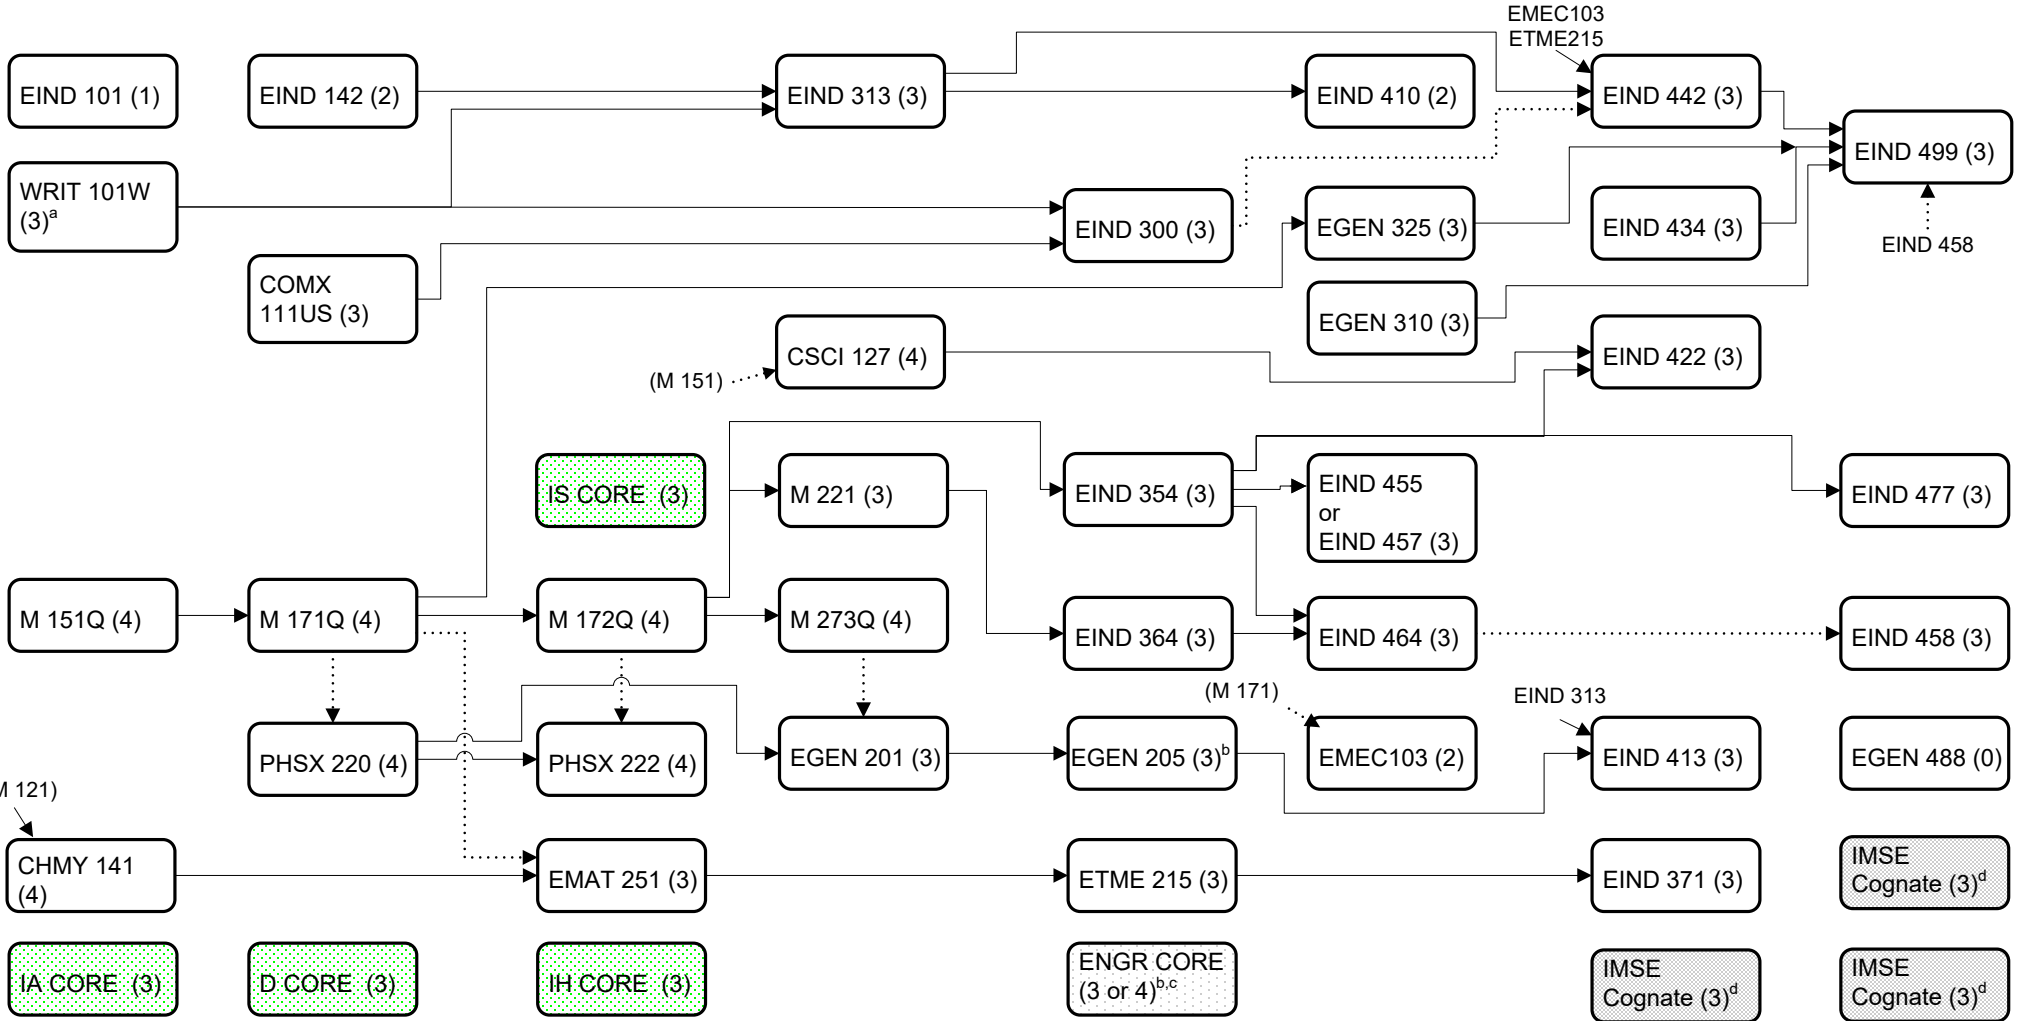 EMEC103
ETME215
EIND 101 (1)
EIND 142 (2)
EIND 313 (3)
EIND 410 (2)
EIND 442 (3)
EIND 499 (3)
WRIT 101W
(3)a
EIND 300 (3)
EGEN 325 (3)
EIND 434 (3)
EIND 458
COMX
111US (3)
EGEN 310 (3)
CSCI 127 (4)
EIND 422 (3)
(M 151)
IS CORE (3)
M 221 (3)
EIND 354 (3)
EIND 455
or
EIND 457 (3)
EIND 477 (3)
M 151Q (4)
M 171Q (4)
M 172Q (4)
M 273Q (4)
EIND 364 (3)
EIND 464 (3)
EIND 458 (3)
(M 171)
EIND 313
PHSX 220 (4)
PHSX 222 (4)
EGEN 201 (3)
EGEN 205 (3)b
EMEC103 (2)
EIND 413 (3)
EGEN 488 (0)
M 121)
CHMY 141
(4)
EMAT 251 (3)
ETME 215 (3)
EIND 371 (3)
IMSE
Cognate (3)d
IA CORE (3)
D CORE (3)
IH CORE (3)
ENGR CORE
(3 or 4)b,c
IMSE
Cognate (3)d
IMSE
Cognate (3)d